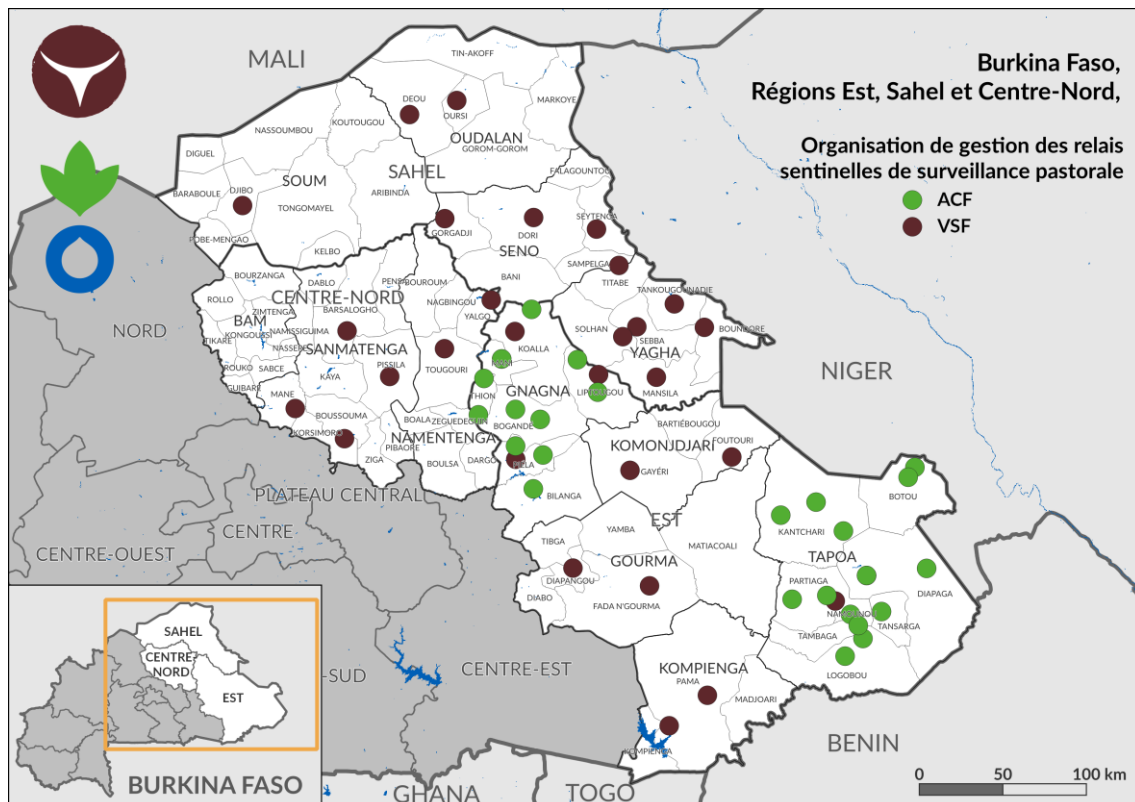 Burkina Faso,
Régions Est, Sahel et Centre-Nord,
Organisation de gestion des relais
sentinelles de surveillance pastorale
ACF
VSF
MALI
TIN-AKOFF
DEOU
OURSI
MARKOYE
NASSOUMBOU
KOUTOUGOU
OUDALAN
GOROM-GOROM
DIGUEL
SOUM
SAHEL
FALAGOUNTOU
BARABOULE
DJIBO
ARIBINDA
TONGOMAYEL
SEYTENGA
POBE-MENGAO
GORGADJI
DORI
KELBO
SENO
SAMPELGA
BOURZANGA
DABLO
BOUROUM
BANI
TITABE
ROLLO
CENTRE-NORD
NAGBINGOU
TANKOUGOUNADIE
ZIMTENGA
BARSALOGHO
YALGO
BAM
NORD
NAMISSIGUIMA
SOLHAN
BOUNDORE
TIKARE
KONGOUSSI
SEBBA
SANMATENGA
KOALLA
YAGHA
ROUKO
SABCE
PISSILA
TOUGOURI
NIGER
KAYA
GUIBARE
GNAGNA
MANSILA
MANE
THION
BOUSSOUMA
BOALA
ZEGUEDEGUIN
BOGANDE
BARTIÉBOUGOU
KORSIMORO
NAMENTENGA
KOMONDJARI
FOUTOURI
PIBAORE
ZIGA
BOULSA
DARGO
PIELA
GAYÉRI
PLATEAU CENTRAL
BILANGA
BOTOU
EST
CENTRE
YAMBA
KANTCHARI
CENTRE-OUEST
TIBGA
MATIACOALI
TAPOA
GOURMA
DIAPANGOU
PARTIAGA
DIAPAGA
DIABO
FADA N'GOURMA
NAMOUNOU
TANSARGA
TAMBAGA
-SUD
CENTRE-EST
KOMPIENGA
LOGOBOU
PAMA
MADJOARI
KOMPIENGA
BENIN
GHANA
TOGO
SAHEL
CENTRE-
NORD
EST
BURKINA FASO
0 50 100 km